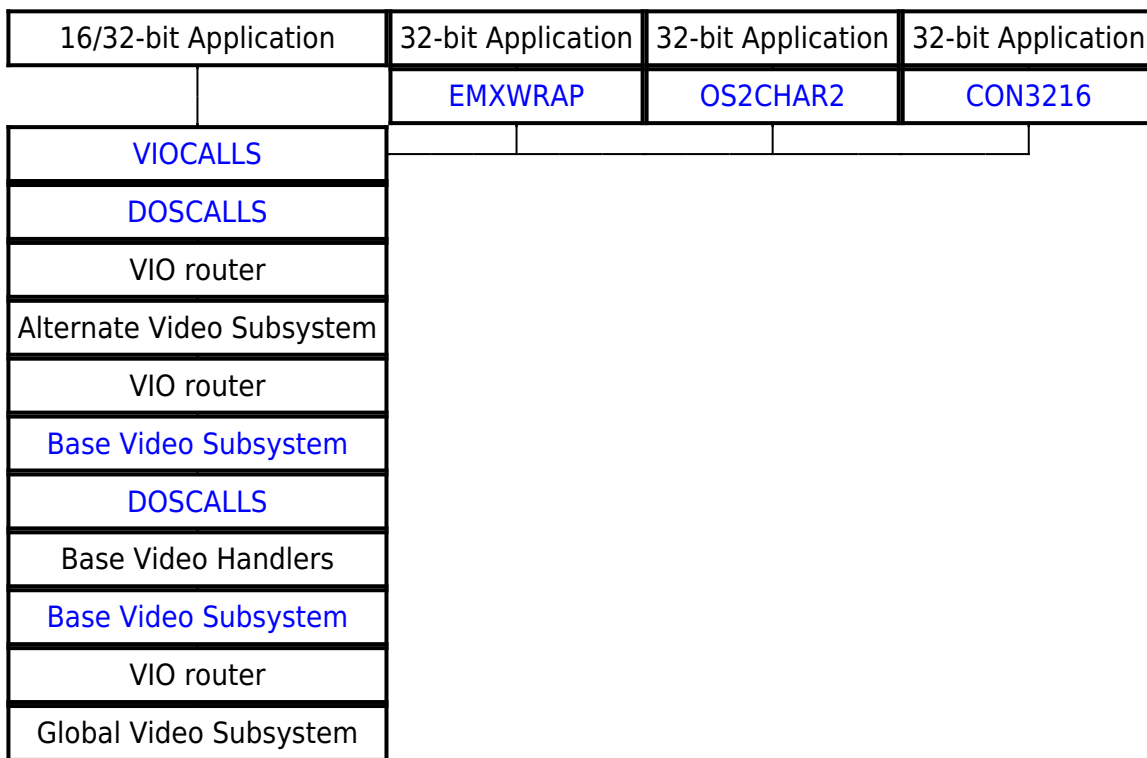 16/32-bit Application 32-bit Application 32-bit Application 32-bit Application
EMXWRAP OS2CHAR2 CON3216
VIOCALLS
DOSCALLS
VIO router
Alternate Video Subsystem
VIO router
Base Video Subsystem
DOSCALLS
Base Video Handlers
Base Video Subsystem
VIO router
Global Video Subsystem